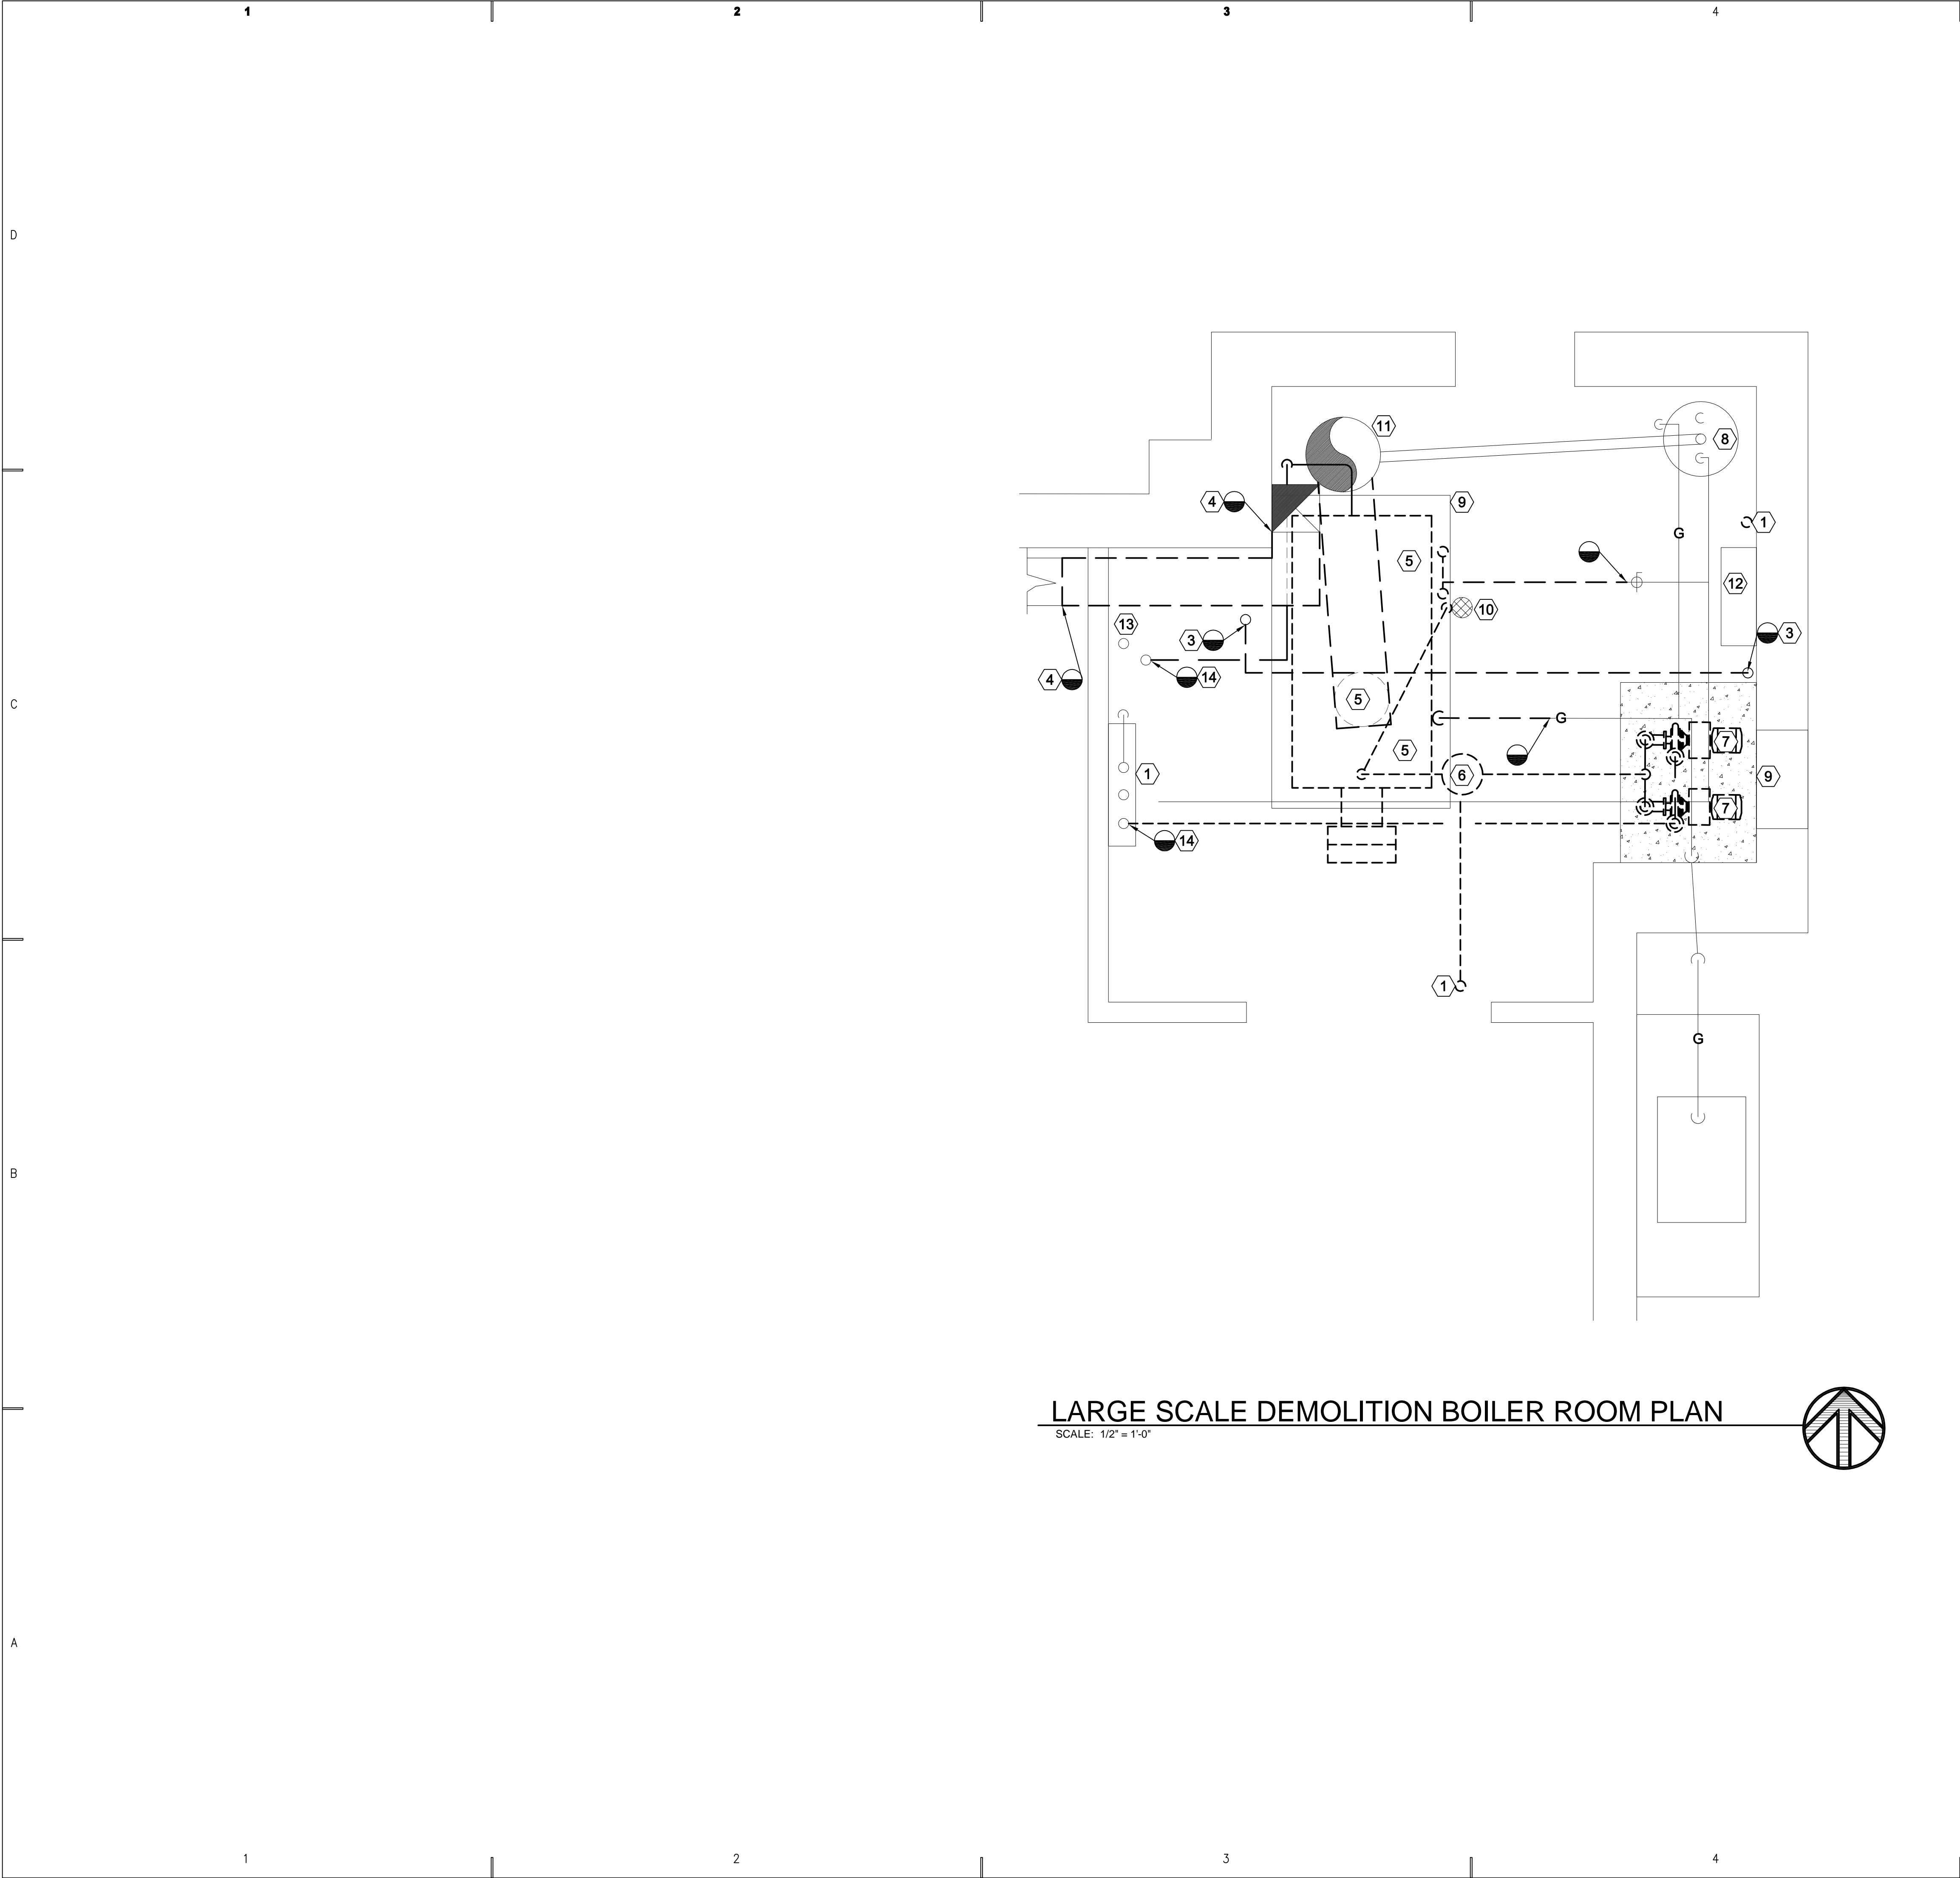 1 2 3 4
D
11
8
4 9
1
G
5
12
13
10
3
3
14
4
5
C
G
7
5
1 6 9
7
14
1
G
B
LARGE SCALE DEMOLITION BOILER ROOM PLAN
SCALE: 1/2" = 1'-0"
A
1 2 3 4